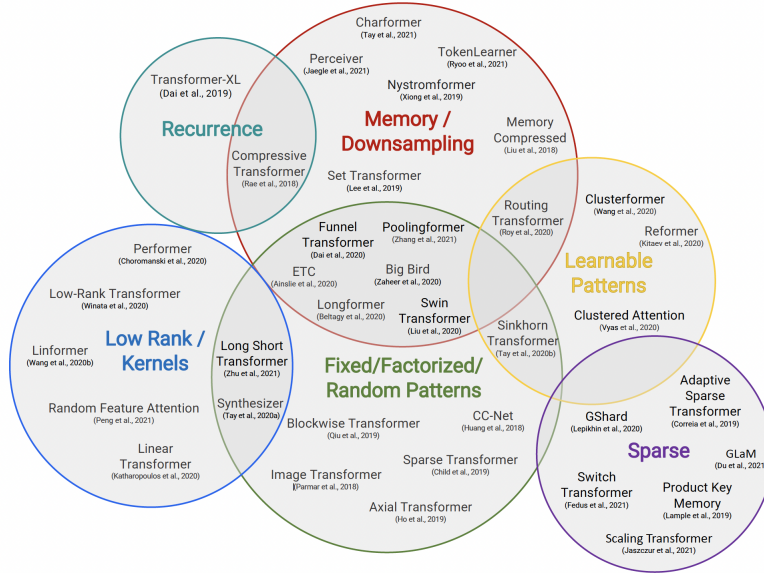 Charformer
(Tay et al., 2021)
TokenLearner
(Ryoo et al., 2021)
Perceiver
(Jaegle et al., 2021)
Nystromformer
(Xiong et al., 2019)
Transformer-XL
(Dai et al., 2019)
Recurrence
Memory /
Downsampling
Memory
Compressed
(Liu et al., 2018)
Compressive
Transformer
(Rae et al., 2018)
Set Transformer
(Lee et al., 2019)
Routing
Transformer
(Roy et al., 2020)
Clusterformer
(Wang et al., 2020)
Reformer
(Kitaev et al., 2020)
Learnable
Patterns
Clustered Attention
(Vyas et al., 2020)
Funnel
Transformer
(Dai et al., 2020)
Poolingformer
(Zhang et al., 2021)
ETC
(Ainslie et al., 2020)
Big Bird
(Zaheer et al., 2020)
Longformer
(Beltagy et al., 2020)
Swin
Transformer
(Liu et al., 2020)
Sinkhorn
Transformer
(Tay et al., 2020b)
Performer
(Choromanski et al., 2020)
Low-Rank Transformer
(Winata et al., 2020)
Low Rank /
Kernels
Linformer
(Wang et al., 2020b)
Long Short
Transformer
(Zhu et al., 2021)
Synthesizer
(Tay et al., 2020a)
Random Feature Attention
(Peng et al., 2021)
Linear
Transformer
(Katharopoulos et al., 2020)
Fixed/Factorized/
Random Patterns
Blockwise Transformer
(Qiu et al., 2019)
CC-Net
(Huang et al., 2018)
Sparse Transformer
(Child et al., 2019)
Image Transformer
(Parmar et al., 2018)
Axial Transformer
(Ho et al., 2019)
Adaptive
Sparse
Transformer
(Correia et al., 2019)
GShard
(Lepikhin et al., 2020)
Sparse
GLaM
(Du et al., 2021
Switch
Transformer
(Fedus et al., 2021)
Product Key
Memory
(Lample et al., 2019)
Scaling Transformer
(Jaszczur et al., 2021)